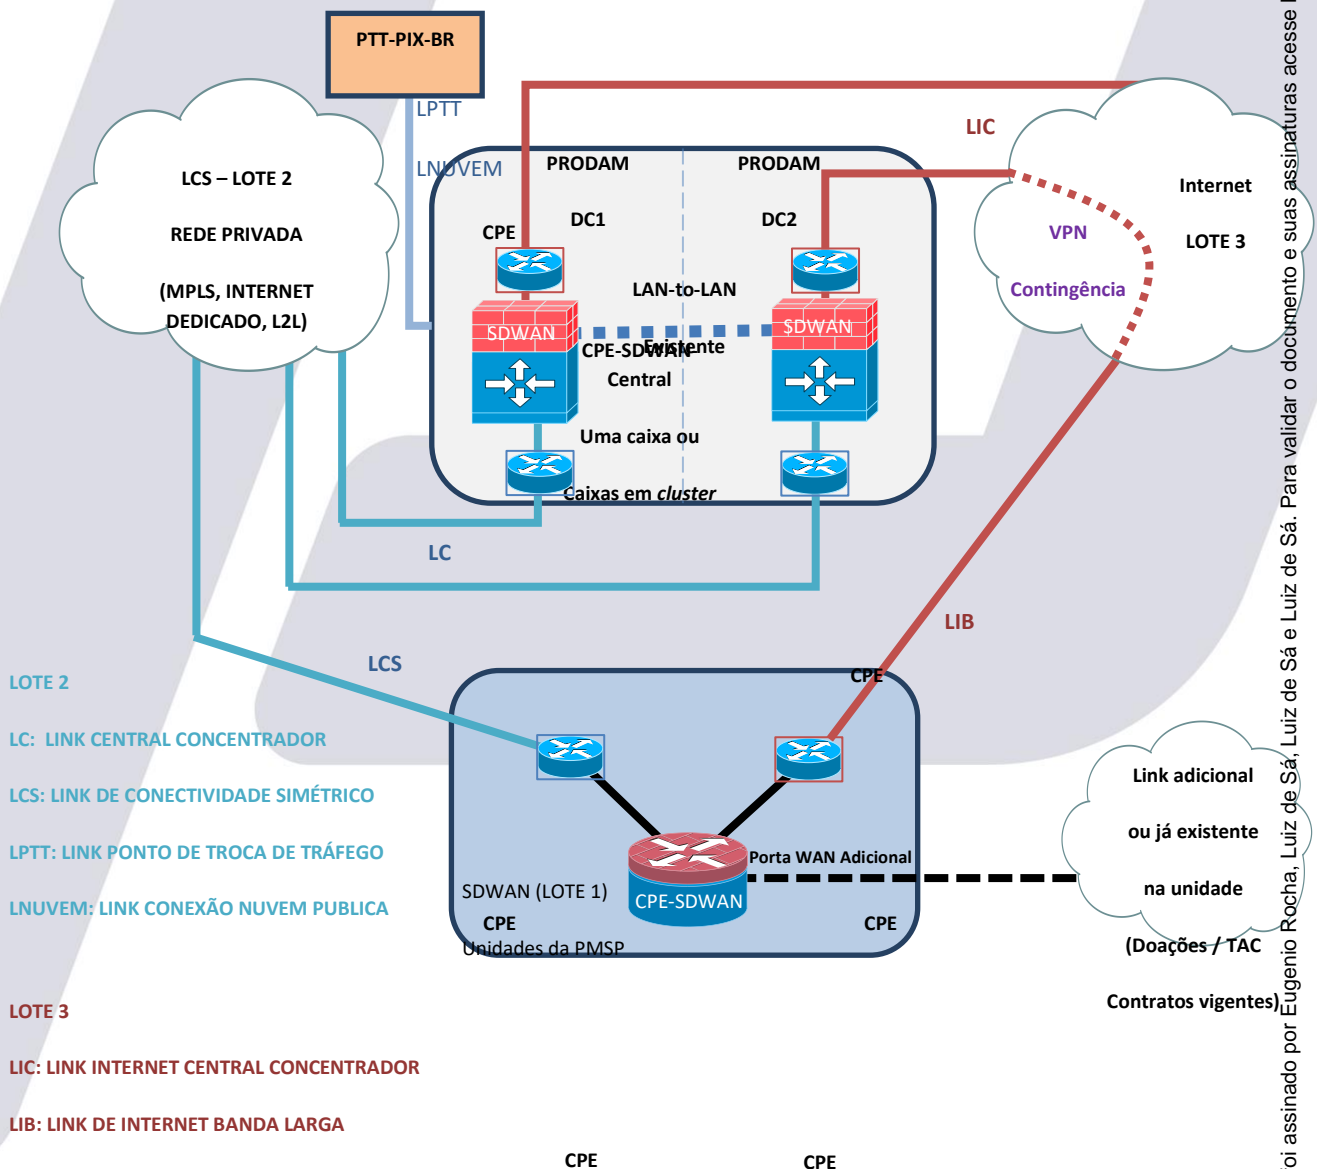 PTT-PIX-BR
LPTT
LNUVEM
LIC
LCS – LOTE 2
REDE PRIVADA
(MPLS, INTERNET
DEDICADO, L2L)
PRODAM
PRODAM
DC1
DC2
CPE
LAN-to-LAN
Existente
SDWAN
SDWAN
CPE-SDWAN-
Central
Uma caixa ou
Caixas em cluster
Internet
LOTE 3
VPN
Contingência
LC
LIB
LCS
CPE
LOTE 2
LC: LINK CENTRAL CONCENTRADOR
LCS: LINK DE CONECTIVIDADE SIMÉTRICO
LPTT: LINK PONTO DE TROCA DE TRÁFEGO
LNUVEM: LINK CONEXÃO NUVEM PUBLICA
Porta WAN Adicional
SDWAN (LOTE 1)
CPE-SDWAN
CPE
CPE
Unidades da PMSP
Link adicional
ou já existente
na unidade
(Doações / TAC
Contratos vigentes)
LOTE 3
LIC: LINK INTERNET CENTRAL CONCENTRADOR
LIB: LINK DE INTERNET BANDA LARGA
CPE
CPE
foi assinado por Eugenio Rocha, Luiz de Sá, Luiz de Sá e Luiz de Sá. Para validar o documento e suas assinaturas acesse